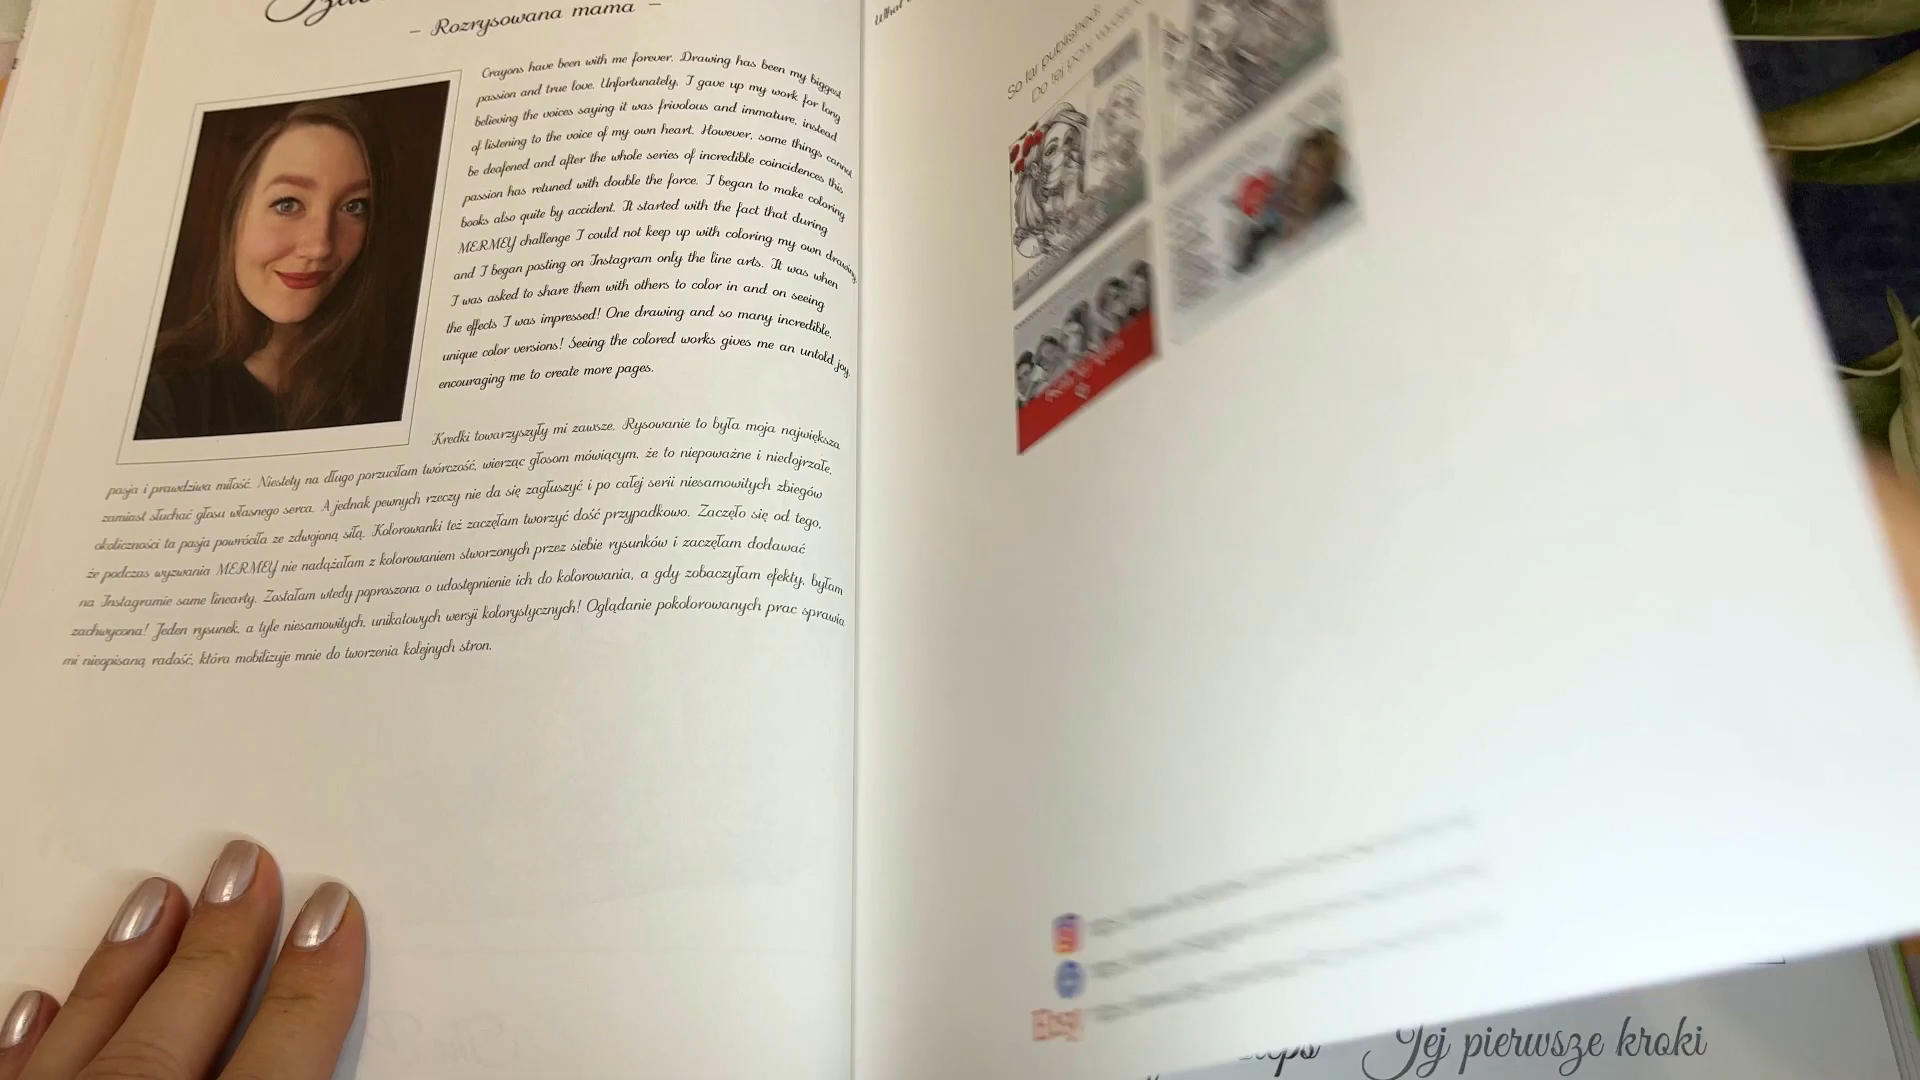 – Rozrysowana mama –
Crayons have been with me forever. Drawing has been my biggest
passion and true love. Unfortunately, I gave up my work for long
believing the voices saying it was frivolous and immature, instead
of listening to the voice of my own heart. However, some things cannot
be deafened and after the whole series of incredible coincidences this
passion has retuned with double the force. I began to make coloring
books also quite by accident. It started with the fact that during
MERMEY challenge I could not keep up with coloring my own drawing
and I began posting on Instagram only the line arts. It was when
I was asked to share them with others to color in and on seeing
the effects I was impressed! One drawing and so many incredible,
unique color versions! Seeing the colored works gives me an untold joy,
encouraging me to create more pages.
Kredki towarzyszyły mi zawsze. Rysowanie to była moja największa
pasja i prawdziwa miłość. Niestety na długo porzuciłam twórczość, wierząc głosom mówiącym, że to niepoważne i niedojrzałe,
zamiast słuchać głosu własnego serca. A jednak pewnych rzeczy nie da się zagłuszyć i po całej serii niesamowitych zbiegów
okoliczności ta pasja powróciła ze zdwojoną siłą. Kolorowanki też zaczęłam tworzyć dość przypadkowo. Zaczęło się od tego,
że podczas wyzwania MERMEY nie nadążałam z kolorowaniem stworzonych przez siebie rysunków i zaczęłam dodawać
na Instagramie same linearty. Zostałam wtedy poproszona o udostępnienie ich do kolorowania, a gdy zobaczyłam efekty, byłam
zachwycona! Jeden rysunek, a tyle niesamowitych, unikatowych wersji kolorystycznych! Oglądanie pokolorowanych prac sprawia
mi nieopisaną radość, która mobilizuje mnie do tworzenia kolejnych stron.
What
So far published
Do tej pory
Etsy
Jej pierwsze kroki